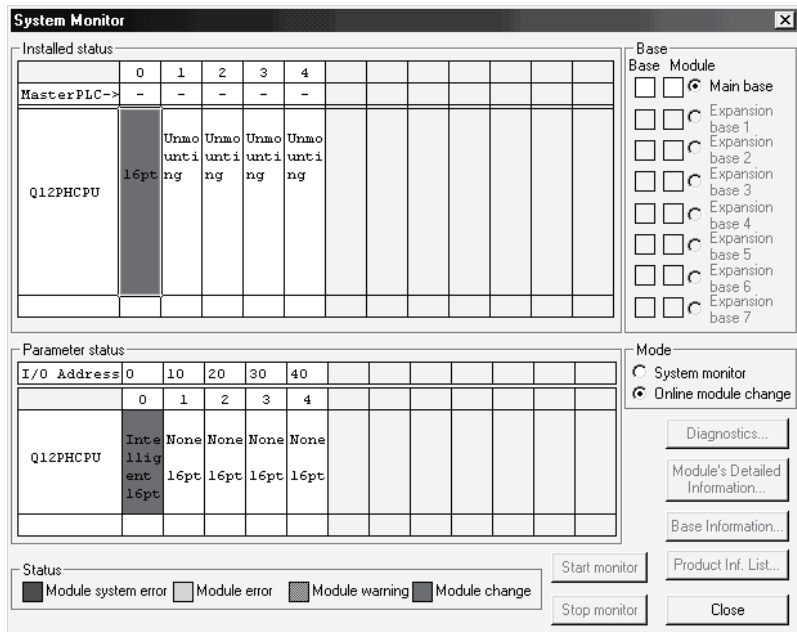 System Monitor
Installed status
0 1 2 3 4
MasterPLC-> - - - - -
Q12PHCPU
16pt
Unmo Unmo Unmo Unmo
unti unti unti unti
ng ng ng ng
Base
Base Module
Main base
Expansion
base 1
Expansion
base 2
Expansion
base 3
Expansion
base 4
Expansion
base 5
Expansion
base 6
Expansion
base 7
Parameter status
I/O Address 0 10 20 30 40
0 1 2 3 4
Q12PHCPU
Inte None None None None
llig
ent 16pt 16pt 16pt 16pt
16pt
Mode
System monitor
Online module change
Diagnostics...
Module's Detailed
Information...
Base Information...
Product Inf. List...
Close
Start monitor
Stop monitor
Status
Module system error Module error Module warning Module change